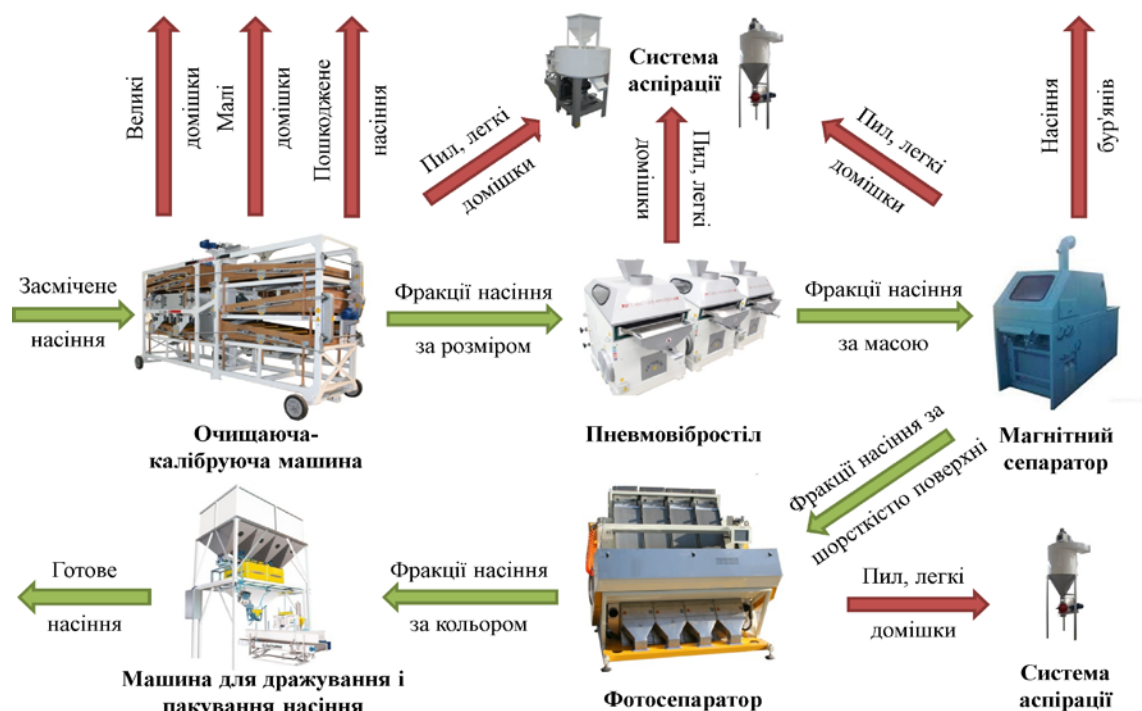 Великі
домішки
Малі
домішки
Пошкоджене
насіння
Пил, легкі
домішки
Система
аспірації
Пил, легкі
домішки
Пил, легкі
домішки
Насіння
бур'янів
Засмічене
насіння
Фракції насіння
за розміром
Фракції насіння
за масою
Очищаюча-
калібруюча машина
Пневмовібростіл
Магнітний
сепаратор
Фракції насіння за
шорсткістю поверхні
Готове
насіння
Фракції насіння
за кольором
Пил, легкі
домішки
Машина для дражування і
пакування насіння
Фотосепаратор
Система
аспірації